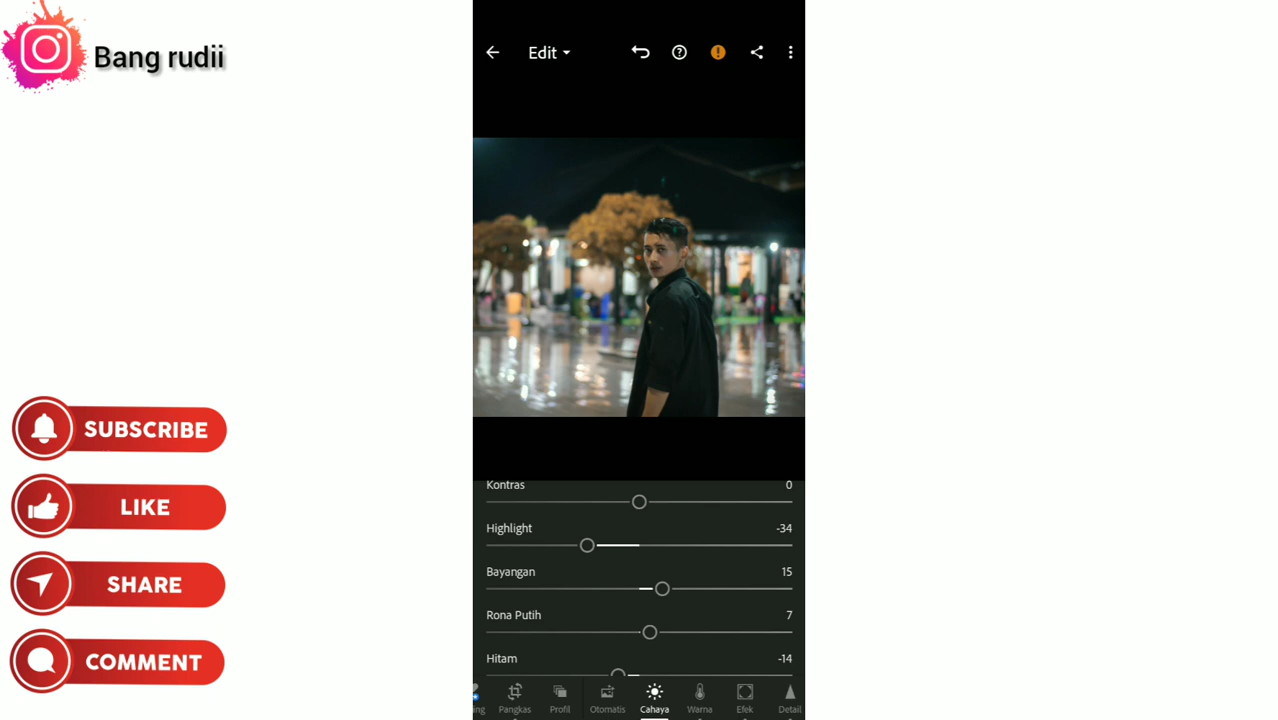 Bang rudii
SUBSCRIBE
LIKE
SHARE
COMMENT
Edit
Kontras 0
Highlight -34
Bayangan 15
Rona Putih 7
Hitam -14
ing Pangkas Profil Otomatis Cahaya Warna Efek Detail